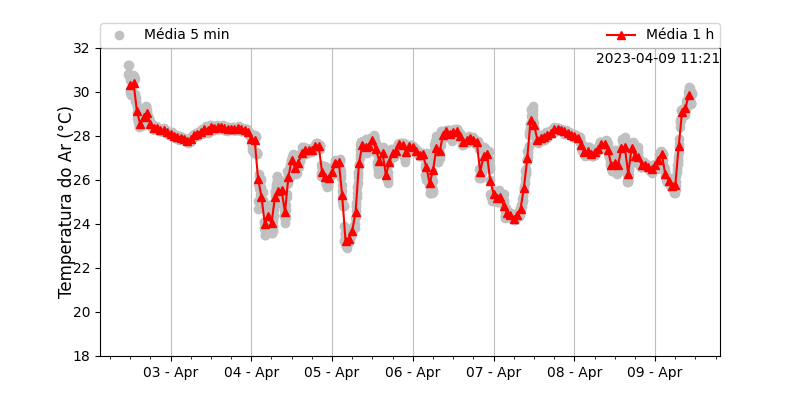 Média 5 min
Média 1 h
2023-04-09 11:21
Temperatura do Ar (°C)
32
30
28
26
24
22
20
18
03 - Apr
04 - Apr
05 - Apr
06 - Apr
07 - Apr
08 - Apr
09 - Apr